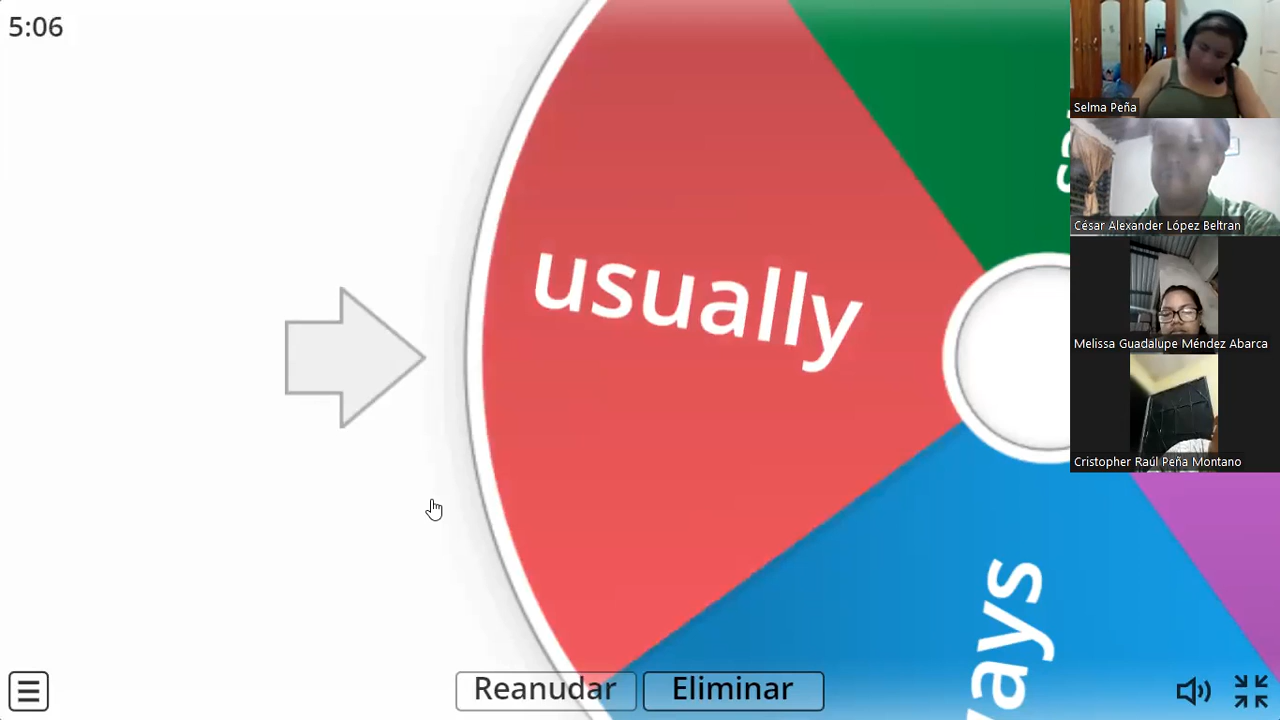 5:06
usually
ays
Reanudar
Eliminar
Selma Peña
César Alexander López Beltran
Melissa Guadalupe Méndez Abarca
Cristopher Raúl Peña Montano